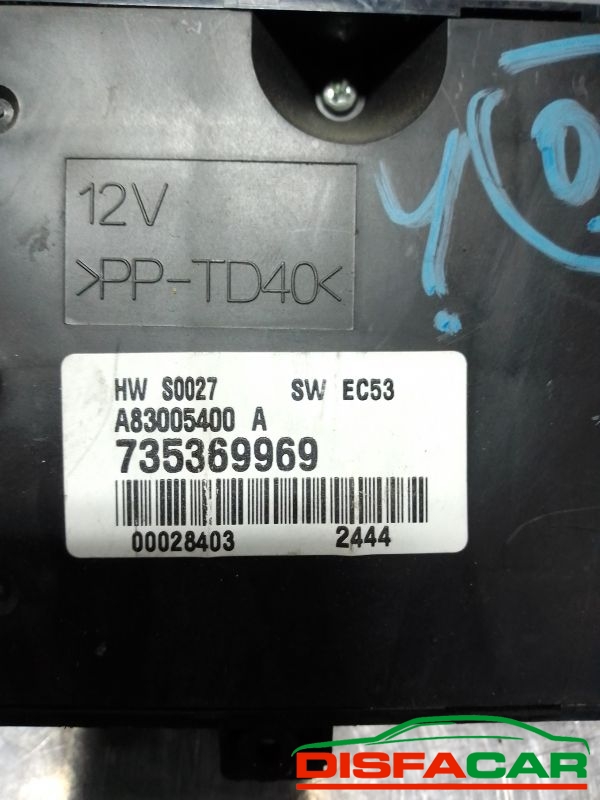 12V
>PP-TD40<
HW S0027 SW EC53
A83005400 A
735369969
00028403 2444
DISFACAR